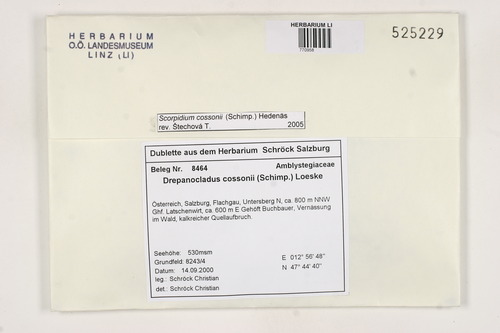 HERBARIUM
O.Ö. LANDESMUSEUM
LINZ (LI)
HERBARIUM LI
525229
Scorpidium cossonii (Schimp.) Hedenäs
rev. Štechová T. 2005
Dublette aus dem Herbarium Schröck Salzburg
Beleg Nr. 8464 Amblystegiaceae
Drepanocladus cossonii (Schimp.) Loeske
Österreich, Salzburg, Flachgau, Untersberg N, ca. 800 m NNW
Ghf. Latschenwirt, ca. 600 m E Gehöft Buchbauer, Vernässung
im Wald, kalkreicher Quellaufbruch.
Seehöhe: 530msm E 012° 56' 48"
Grundfeld: 8243/4 N 47° 44' 40"
Datum: 14.09.2000
leg.: Schröck Christian
det.: Schröck Christian